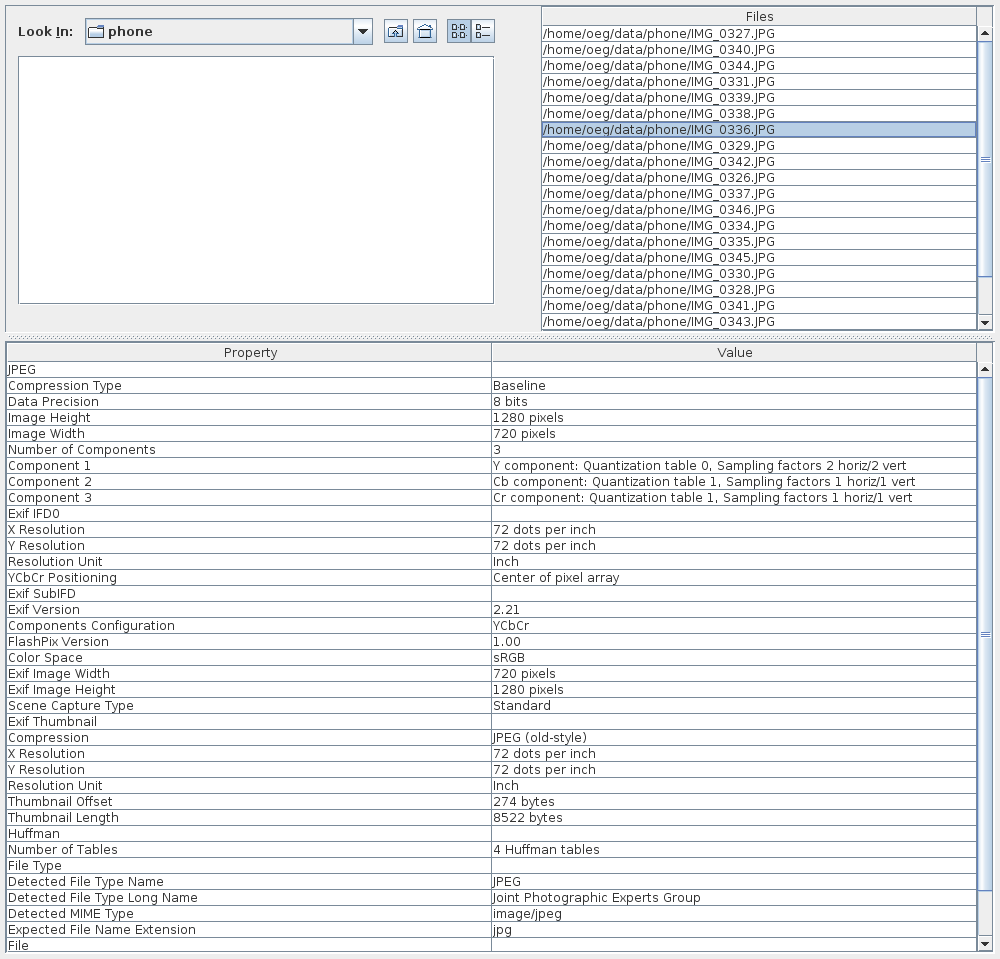 Look In: phone
Files
/home/oeg/data/phone/IMG_0327.JPG
/home/oeg/data/phone/IMG_0340.JPG
/home/oeg/data/phone/IMG_0344.JPG
/home/oeg/data/phone/IMG_0331.JPG
/home/oeg/data/phone/IMG_0339.JPG
/home/oeg/data/phone/IMG_0338.JPG
/home/oeg/data/phone/IMG_0336.JPG
/home/oeg/data/phone/IMG_0329.JPG
/home/oeg/data/phone/IMG_0342.JPG
/home/oeg/data/phone/IMG_0326.JPG
/home/oeg/data/phone/IMG_0337.JPG
/home/oeg/data/phone/IMG_0346.JPG
/home/oeg/data/phone/IMG_0334.JPG
/home/oeg/data/phone/IMG_0335.JPG
/home/oeg/data/phone/IMG_0345.JPG
/home/oeg/data/phone/IMG_0330.JPG
/home/oeg/data/phone/IMG_0328.JPG
/home/oeg/data/phone/IMG_0341.JPG
/home/oeg/data/phone/IMG_0343.JPG
Property Value
JPEG
Compression Type Baseline
Data Precision 8 bits
Image Height 1280 pixels
Image Width 720 pixels
Number of Components 3
Component 1 Y component: Quantization table 0, Sampling factors 2 horiz/2 vert
Component 2 Cb component: Quantization table 1, Sampling factors 1 horiz/1 vert
Component 3 Cr component: Quantization table 1, Sampling factors 1 horiz/1 vert
Exif IFD0
X Resolution 72 dots per inch
Y Resolution 72 dots per inch
Resolution Unit Inch
YCbCr Positioning Center of pixel array
Exif SubIFD
Exif Version 2.21
Components Configuration YCbCr
FlashPix Version 1.00
Color Space sRGB
Exif Image Width 720 pixels
Exif Image Height 1280 pixels
Scene Capture Type Standard
Exif Thumbnail
Compression JPEG (old-style)
X Resolution 72 dots per inch
Y Resolution 72 dots per inch
Resolution Unit Inch
Thumbnail Offset 274 bytes
Thumbnail Length 8522 bytes
Huffman
Number of Tables 4 Huffman tables
File Type
Detected File Type Name JPEG
Detected File Type Long Name Joint Photographic Experts Group
Detected MIME Type image/jpeg
Expected File Name Extension jpg
File